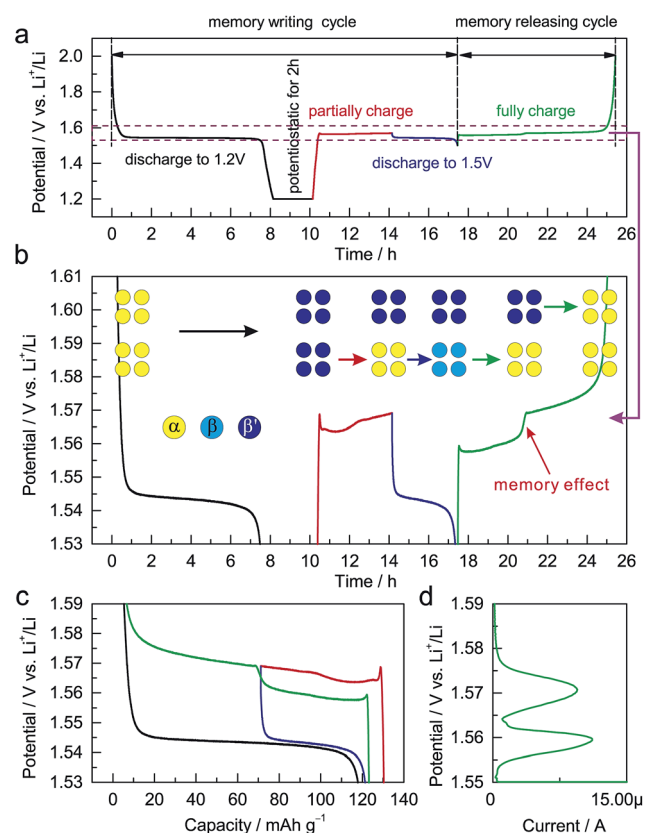 memory writing cycle
memory releasing cycle
a
Potential / V vs. Li⁺/Li
2.0
1.8
1.6
1.4
1.2
discharge to 1.2V
potentiostatic for 2h
partially charge
discharge to 1.5V
fully charge
0 2 4 6 8 10 12 14 16 18 20 22 24 26
Time / h
b
Potential / V vs. Li⁺/Li
1.61
1.60
1.59
1.58
1.57
1.56
1.55
1.54
1.53
α β β'
memory effect
0 2 4 6 8 10 12 14 16 18 20 22 24 26
Time / h
c
Potential / V vs. Li⁺/Li
1.59
1.58
1.57
1.56
1.55
1.54
1.53
0 20 40 60 80 100 120 140
Capacity / mAh g⁻¹
d
Potential / V vs. Li⁺/Li
1.59
1.58
1.57
1.56
1.55
0 15.00µ
Current / A